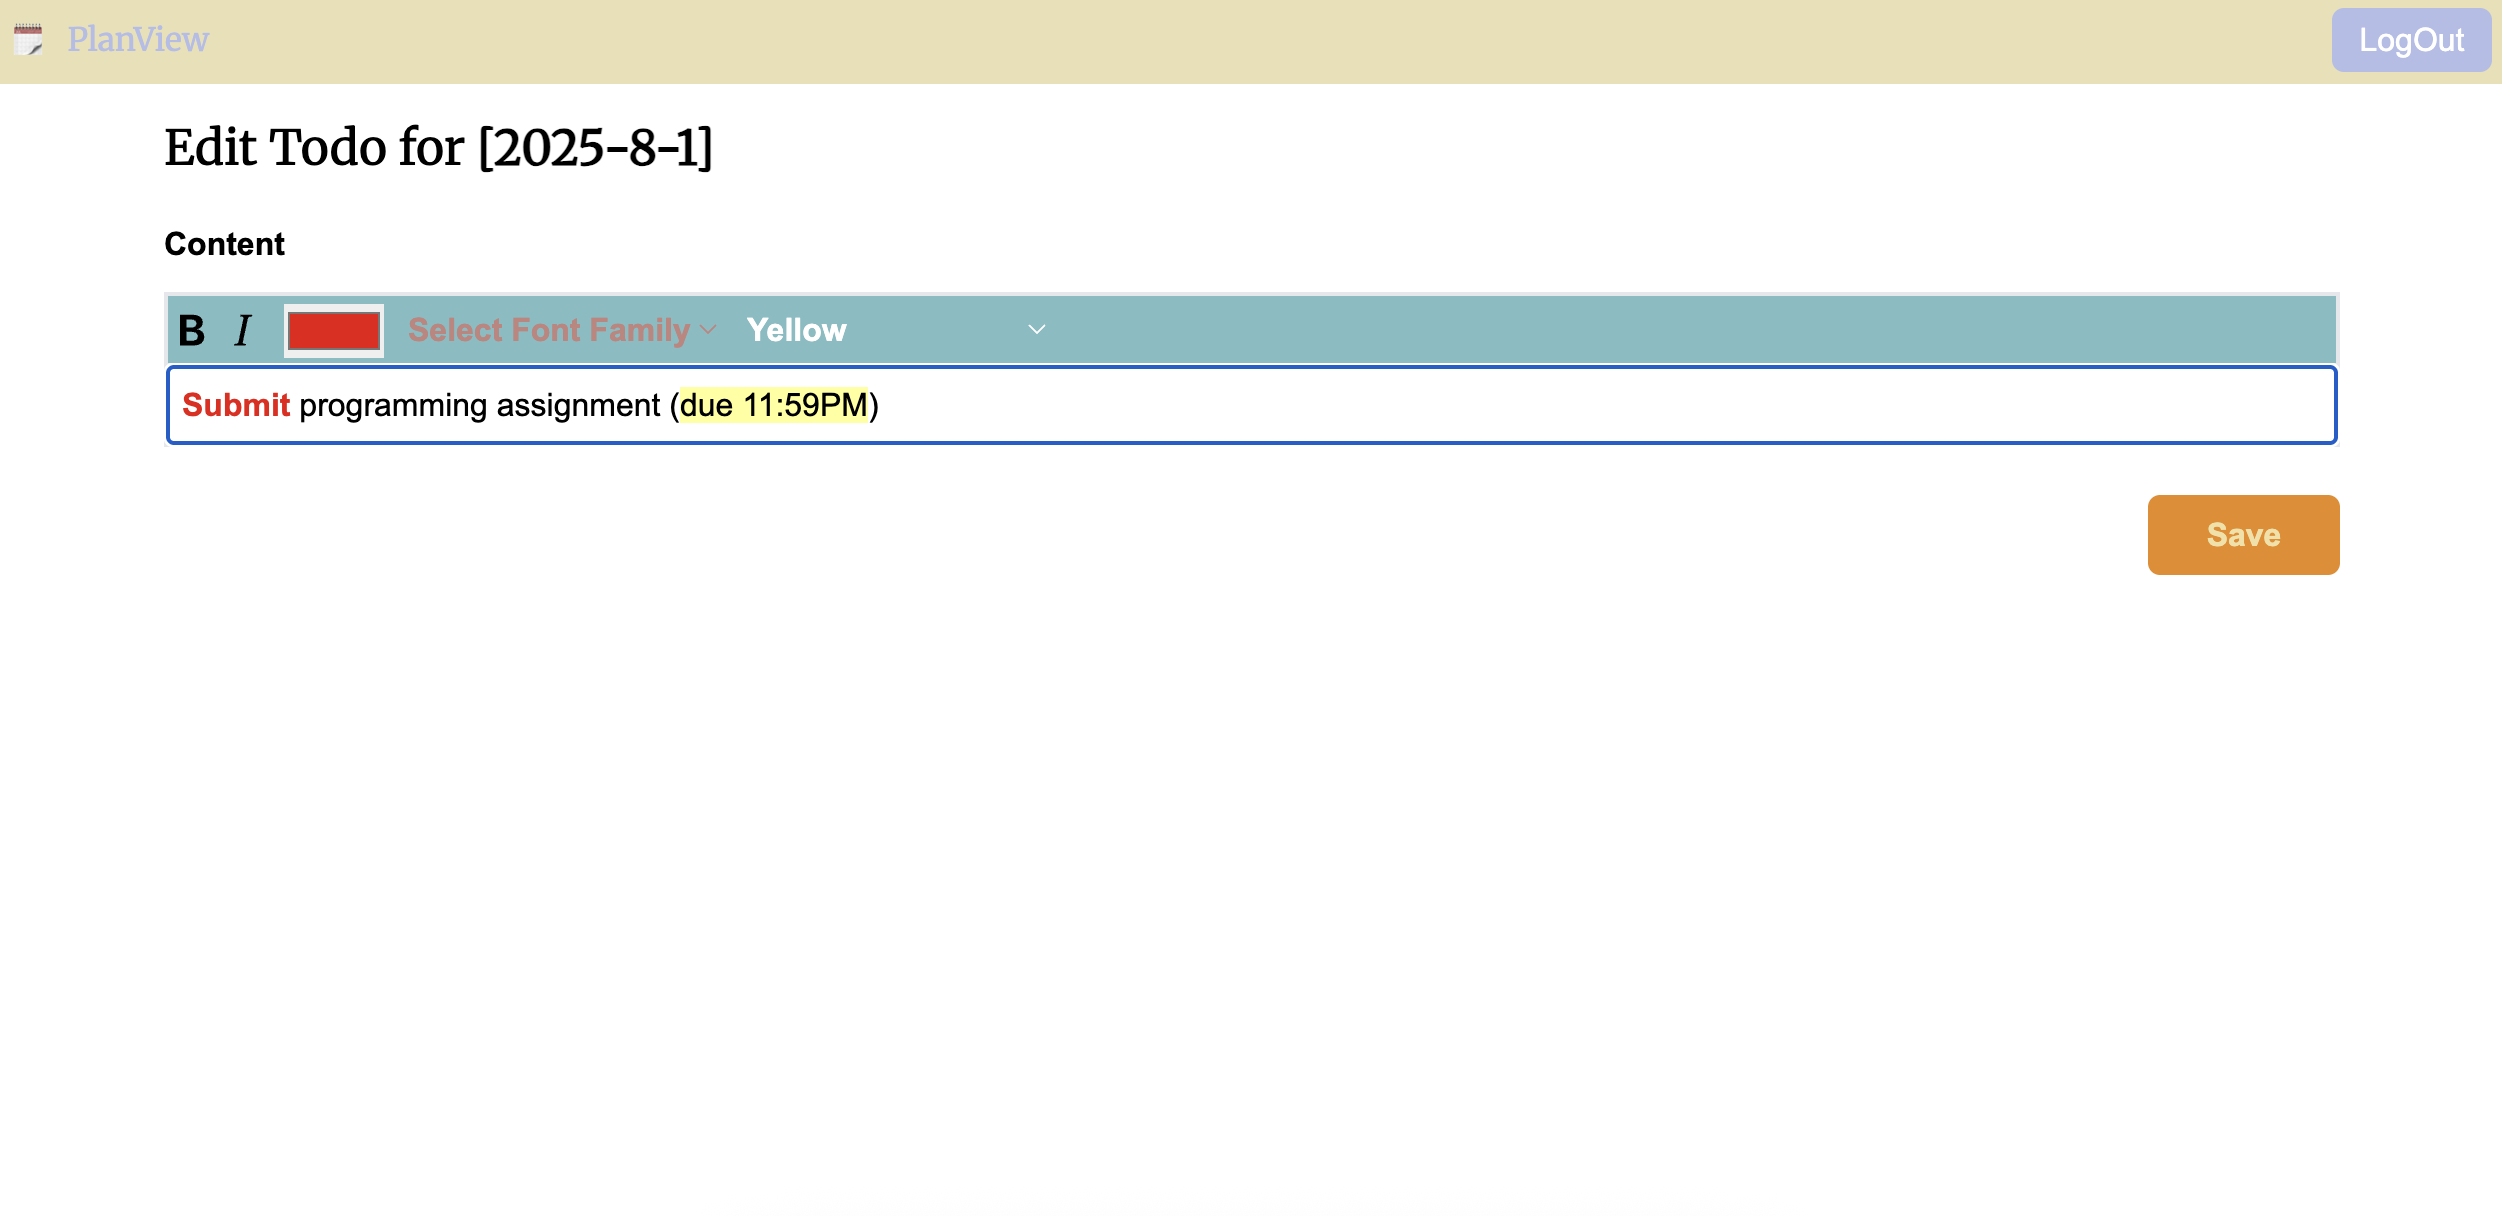 PlanView
LogOut
Edit Todo for [2025-8-1]
Content
B I Select Font Family Yellow
Submit programming assignment (due 11:59PM)
Save